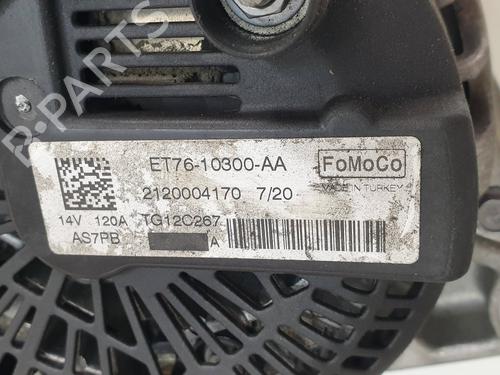 B-PARTS
ET76-10300-AA
FoMoCo
2120004170 7/20
MADE IN TURKEY
14V 120A TG12C267
AS7PB A